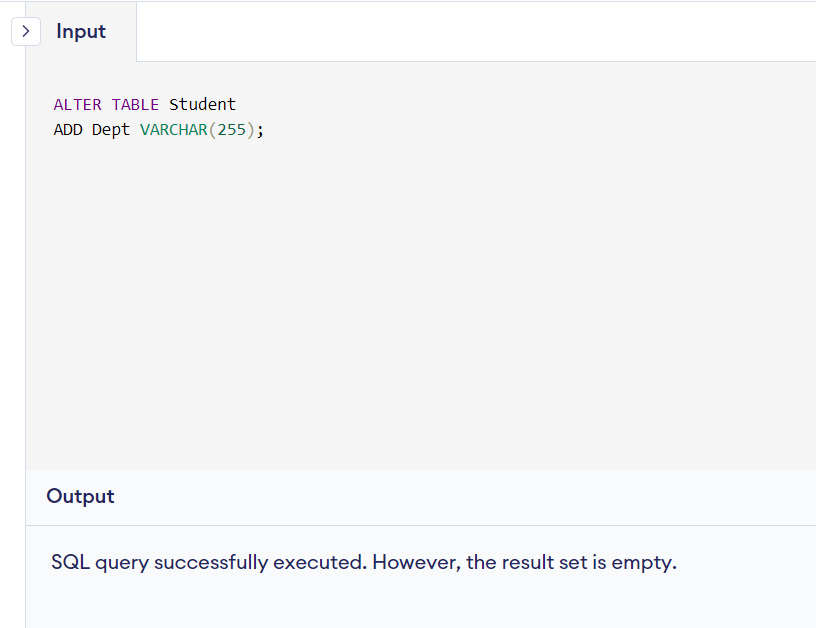 Input
ALTER TABLE Student
ADD Dept VARCHAR(255);
Output
SQL query successfully executed. However, the result set is empty.